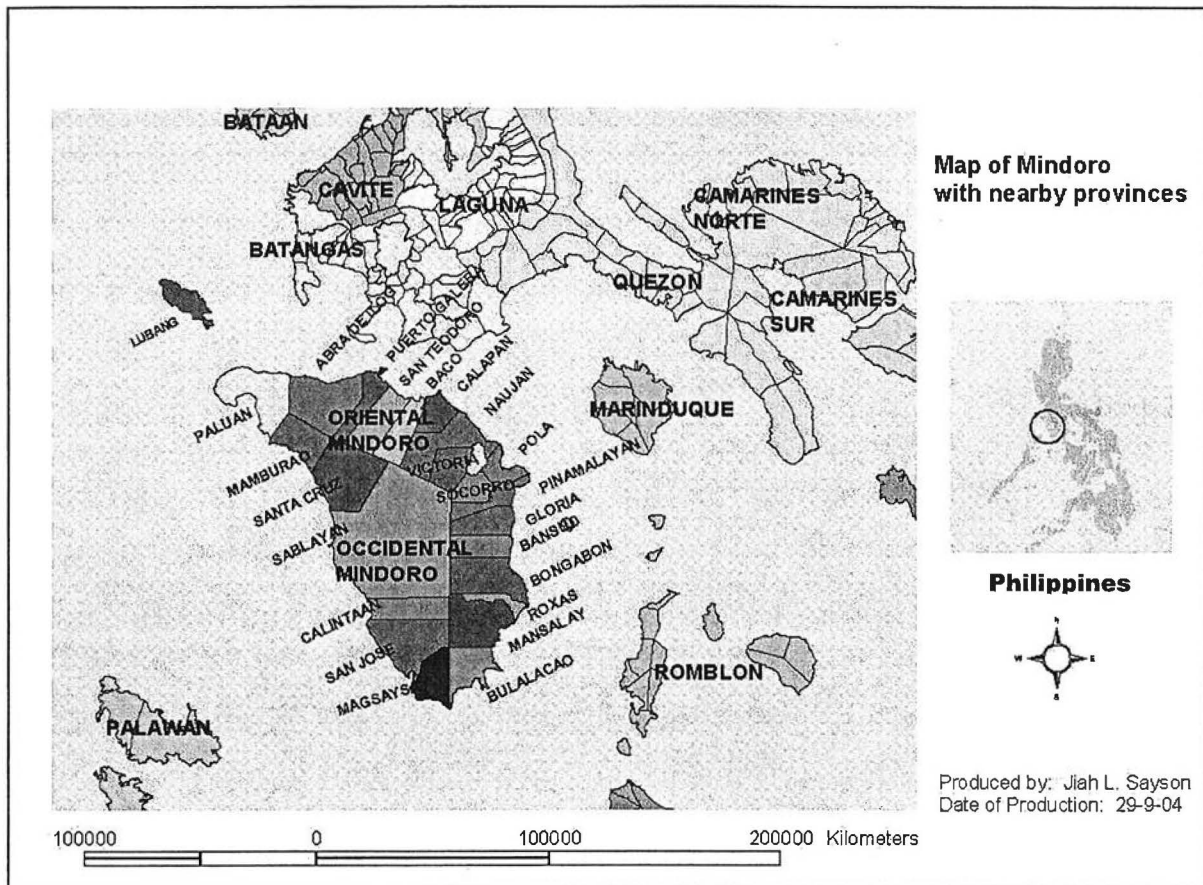 BATAAN
CAVITE
LAGUNA
BATANGAS
QUEZON
CAMARINES
NORTE
CAMARINES
SUR
Map of Mindoro
with nearby provinces
LUBANG
PUERTO GALERA
SAN TEODORO
BACO
CALAPAN
NAUJAN
PALUAN
ORIENTAL
MINDORO
MARINDUQUE
MAMBURAO
VICTORIA
POLA
PINAMALAYAN
SANTA CRUZ
SOCORRO
GLORIA
SABLAYAN
OCCIDENTAL
MINDORO
BANSUD
BONGABON
CALINTAAN
ROXAS
MANSALAY
SAN JOSE
MAGSAYS
BULALACAO
ROMBLON
PALAWAN
Philippines
N
W E
S
Produced by: Jiah L. Sayson
Date of Production: 29-9-04
100000 0 100000 200000 Kilometers